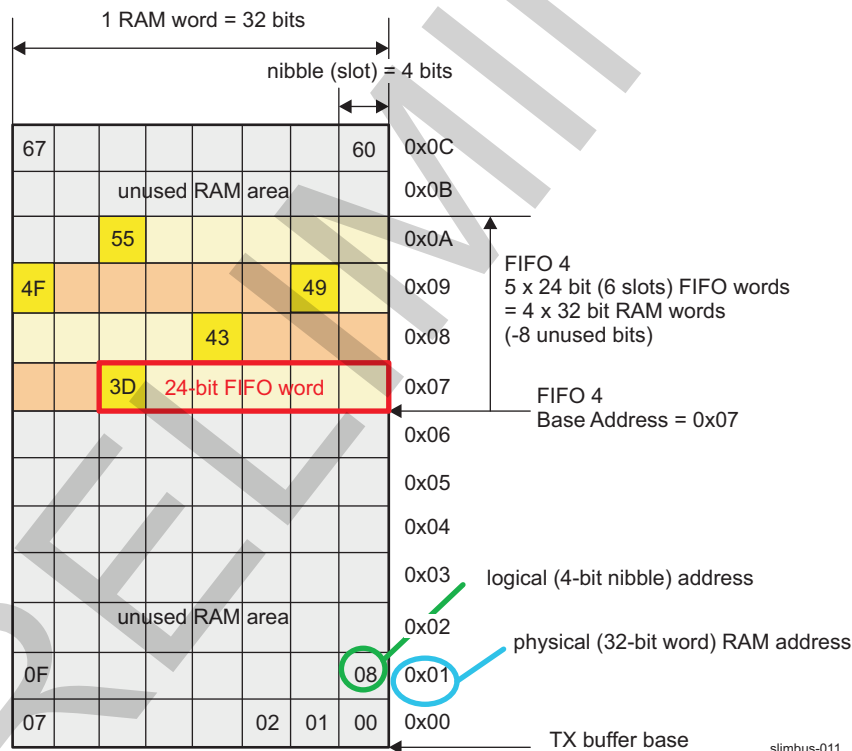 1 RAM word = 32 bits
nibble (slot) = 4 bits
67 60 0x0C
unused RAM area 0x0B
55 0x0A
FIFO 4
5 x 24 bit (6 slots) FIFO words
= 4 x 32 bit RAM words
(-8 unused bits)
4F 49 0x09
43 0x08
3D 24-bit FIFO word 0x07
FIFO 4
Base Address = 0x07
0x06
0x05
0x04
0x03
logical (4-bit nibble) address
unused RAM area 0x02
physical (32-bit word) RAM address
0F 08 0x01
07 02 01 00 0x00
TX buffer base
slimbus-011
RELIMI